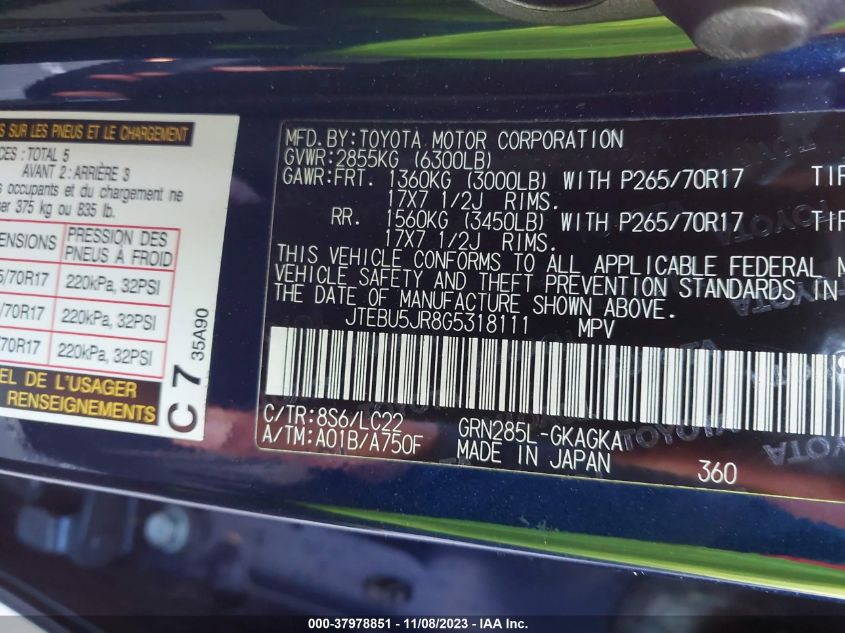 S SUR LES PNEUS ET LE CHARGEMENT
CES : TOTAL 5
AVANT 2 : ARRIÈRE 3
s occupants et du chargement ne
ser 375 kg ou 835 lb.
ENSIONS PRESSION DES PNEUS À FROID
5/70R17 220kPa, 32PSI
/70R17 220kPa, 32PSI
70R17 220kPa, 32PSI
EL DE L'USAGER
RENSEIGNEMENTS
C 7 35A90
MFD. BY: TOYOTA MOTOR CORPORATION
GVWR: 2855KG (6300LB)
GAWR: FRT. 1360KG (3000LB) WITH P265/70R17 TIR
17X7 1/2J RIMS.
RR. 1560KG (3450LB) WITH P265/70R17 TIR
17X7 1/2J RIMS.
THIS VEHICLE CONFORMS TO ALL APPLICABLE FEDERAL M
VEHICLE SAFETY AND THEFT PREVENTION STANDARDS IN
THE DATE OF MANUFACTURE SHOWN ABOVE.
JTEBU5JR8G5318111 MPV
C/TR: 8S6/LC22 GRN285L-GKAGKA
A/TM: A01B/A750F MADE IN JAPAN 360
TOYOTA
000-37978851 - 11/08/2023 - IAA Inc.